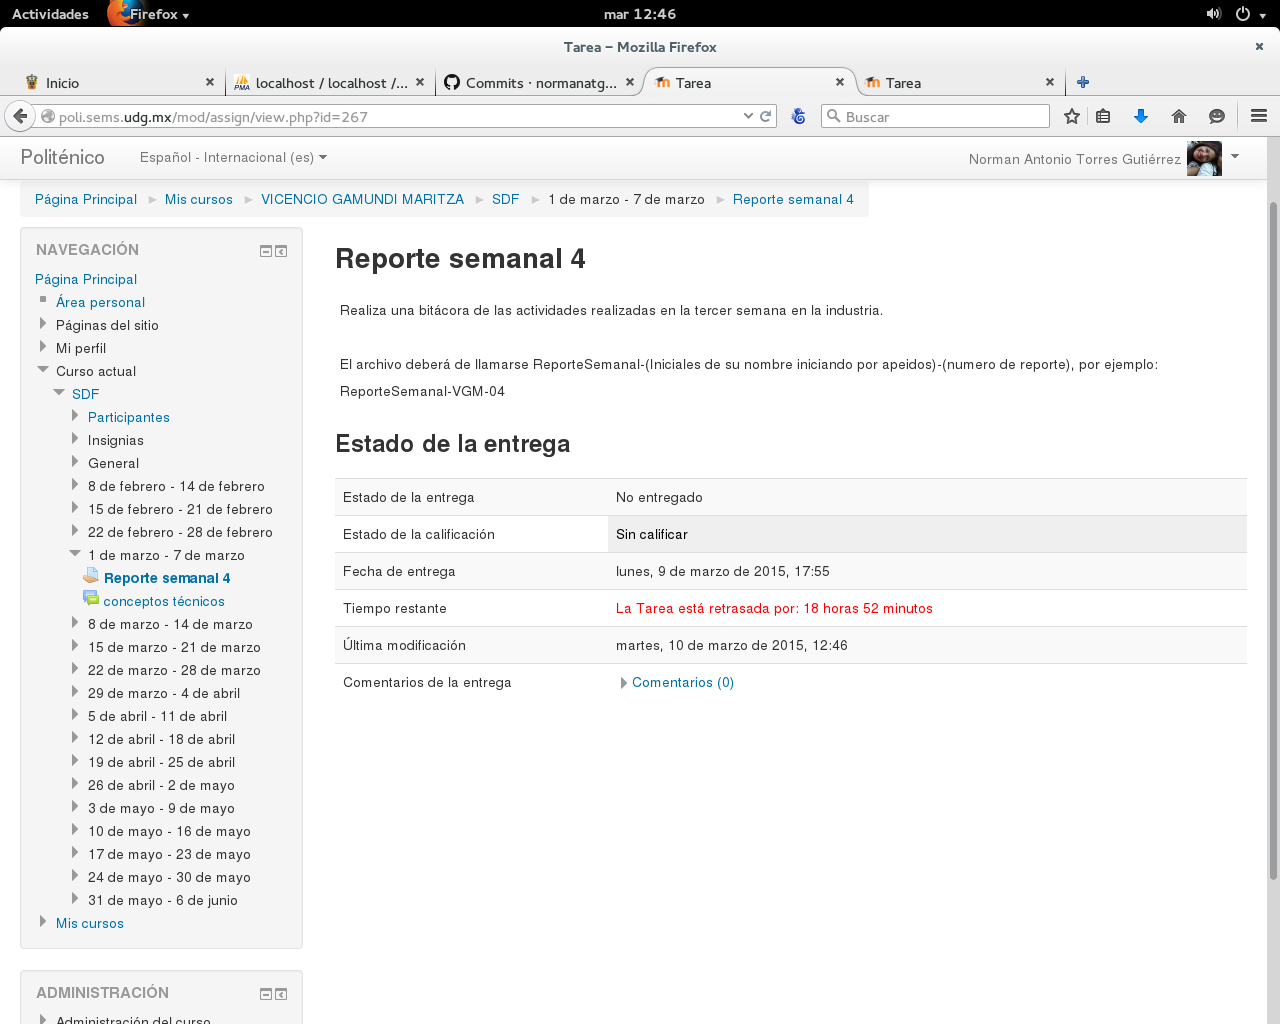 Actividades
Firefox
mar 12:46
Tarea – Mozilla Firefox
Inicio
PMA
localhost / localhost /...
Commits · normanatg...
Tarea
Tarea
poli.sems.udg.mx/mod/assign/view.php?id=267
Buscar
Politénico
Español - Internacional (es)
Norman Antonio Torres Gutiérrez
Página Principal
Mis cursos
VICENCIO GAMUNDI MARITZA
SDF
1 de marzo - 7 de marzo
Reporte semanal 4
NAVEGACIÓN
Página Principal
Área personal
Páginas del sitio
Mi perfil
Curso actual
SDF
Participantes
Insignias
General
8 de febrero - 14 de febrero
15 de febrero - 21 de febrero
22 de febrero - 28 de febrero
1 de marzo - 7 de marzo
Reporte semanal 4
conceptos técnicos
8 de marzo - 14 de marzo
15 de marzo - 21 de marzo
22 de marzo - 28 de marzo
29 de marzo - 4 de abril
5 de abril - 11 de abril
12 de abril - 18 de abril
19 de abril - 25 de abril
26 de abril - 2 de mayo
3 de mayo - 9 de mayo
10 de mayo - 16 de mayo
17 de mayo - 23 de mayo
24 de mayo - 30 de mayo
31 de mayo - 6 de junio
Mis cursos
ADMINISTRACIÓN
Administración del curso
Reporte semanal 4
Realiza una bitácora de las actividades realizadas en la tercer semana en la industria.
El archivo deberá de llamarse ReporteSemanal-(Iniciales de su nombre iniciando por apeidos)-(numero de reporte), por ejemplo:
ReporteSemanal-VGM-04
Estado de la entrega
Estado de la entrega No entregado
Estado de la calificación Sin calificar
Fecha de entrega lunes, 9 de marzo de 2015, 17:55
Tiempo restante La Tarea está retrasada por: 18 horas 52 minutos
Última modificación martes, 10 de marzo de 2015, 12:46
Comentarios de la entrega Comentarios (0)